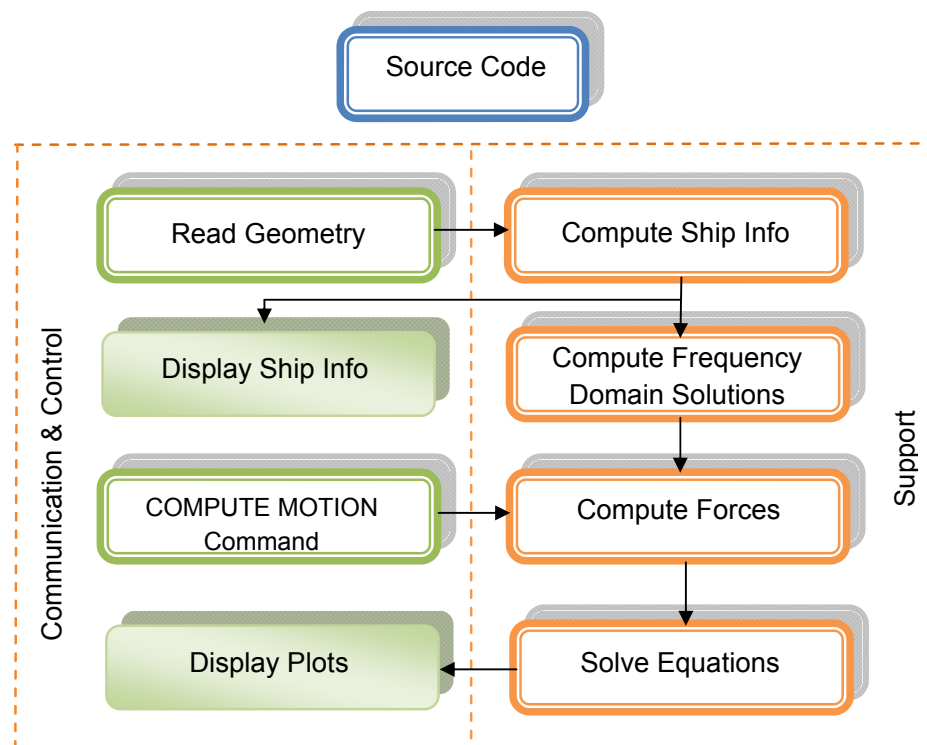 Source Code
Communication & Control
Read Geometry
Compute Ship Info
Display Ship Info
Compute Frequency
Domain Solutions
COMPUTE MOTION
Command
Compute Forces
Display Plots
Solve Equations
Support